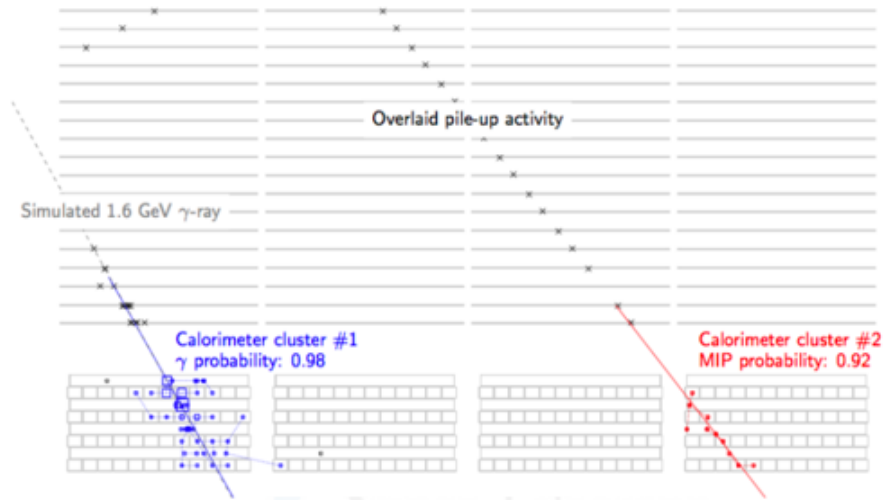 Overlaid pile-up activity
Simulated 1.6 GeV γ-ray
Calorimeter cluster #1
γ probability: 0.98
Calorimeter cluster #2
MIP probability: 0.92